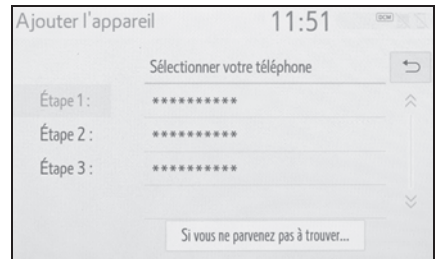 Ajouter l'appareil 11:51 DCM
Sélectionner votre téléphone
Étape 1 : **********
Étape 2 : **********
Étape 3 : **********
Si vous ne parvenez pas à trouver...